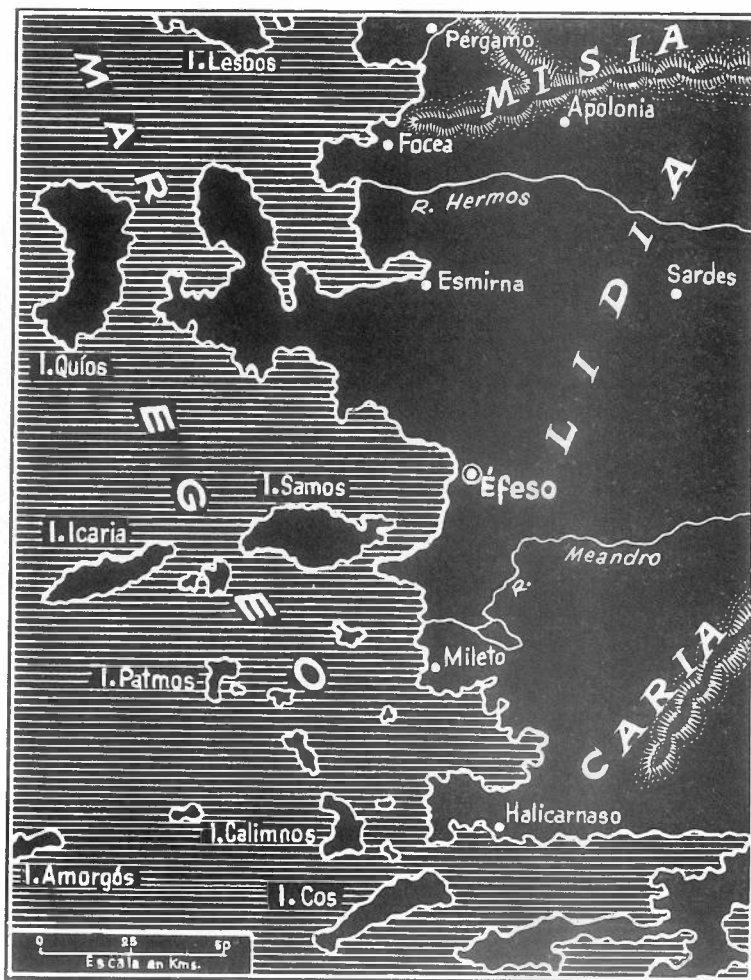 I. Lesbos
Pérgamo
MISIA
Apolonia
Focea
MAR EGEO
R. Hermos
LIDIA
Esmirna
Sardes
I. Quíos
Éfeso
I. Samos
I. Icaria
R. Meandro
Mileto
I. Patmos
CARIA
Halicarnaso
I. Calimnos
I. Amorgós
I. Cos
0 25 50
Escala en Kms.